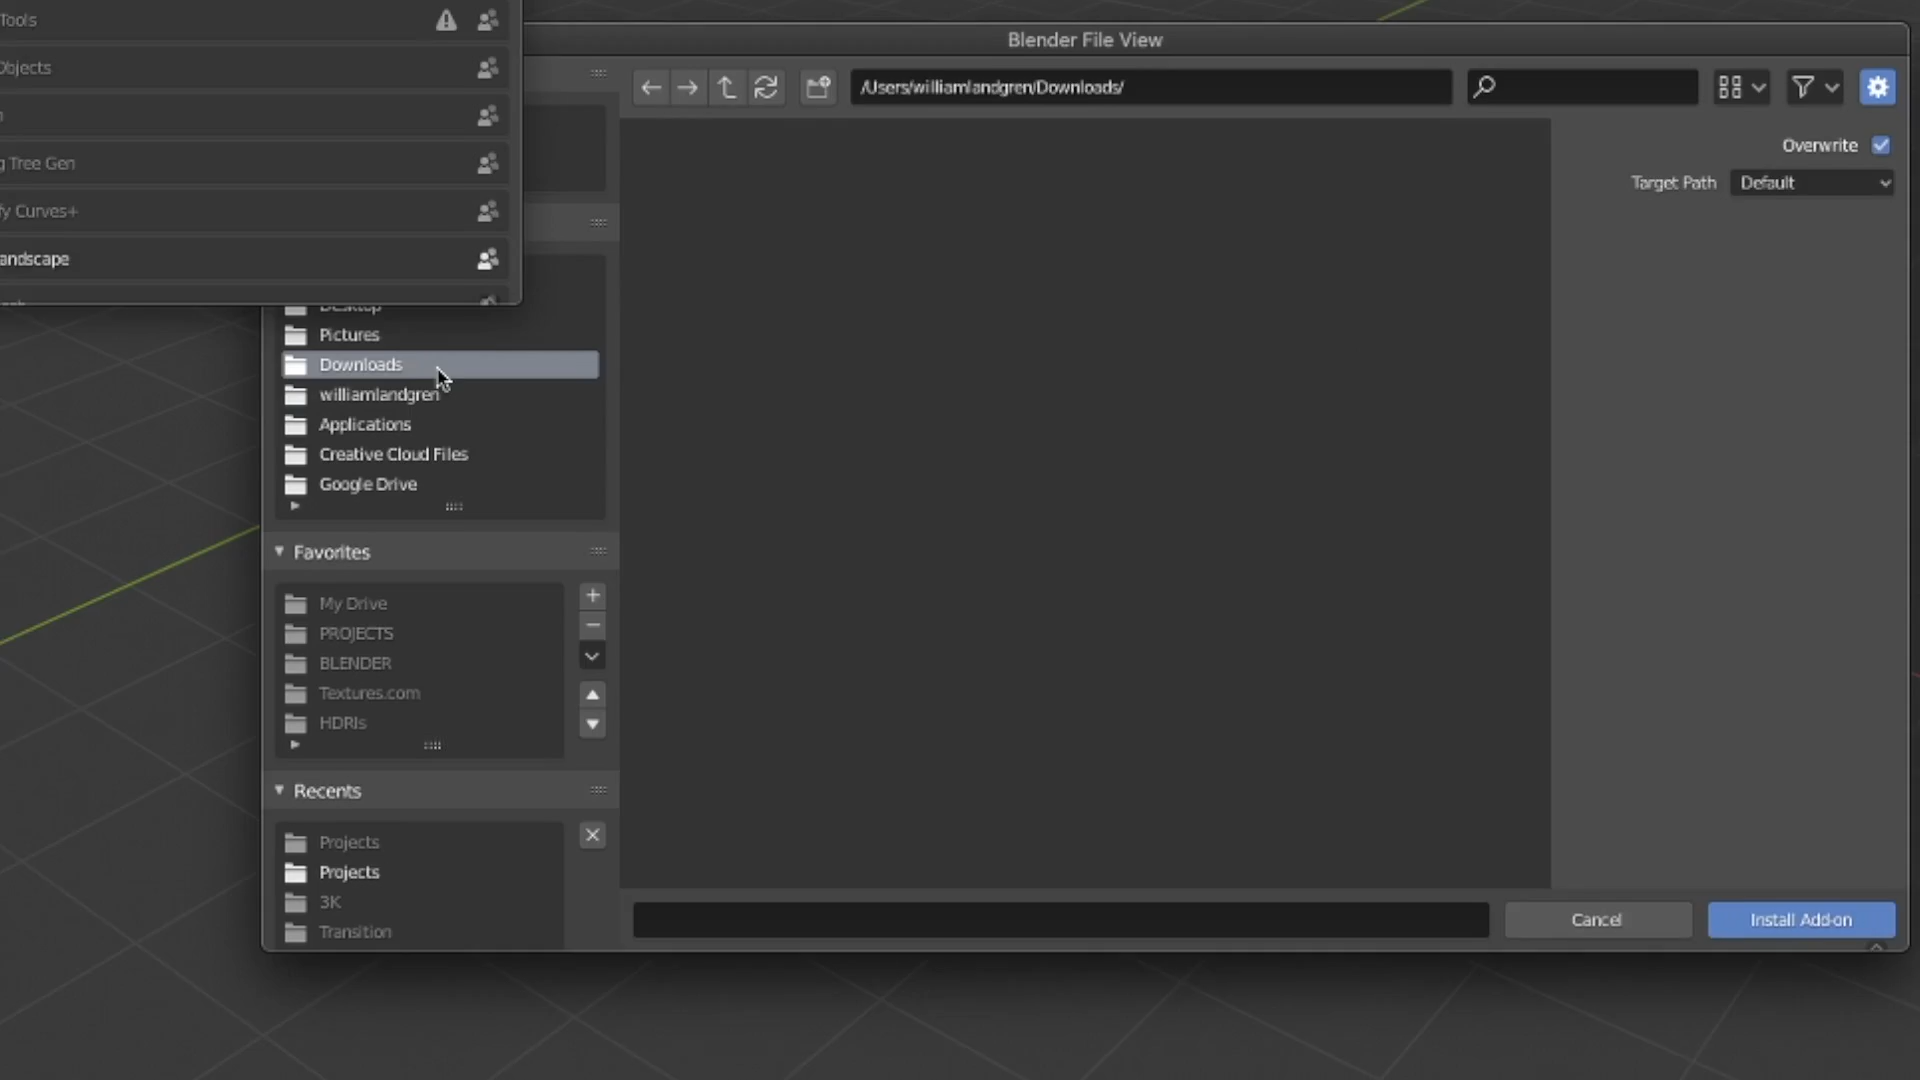 Tools
Objects
g Tree Gen
fy Curves+
andscape
Blender File View
/Users/williamlandgren/Downloads/
Overwrite
Target Path
Default
Desktop
Pictures
Downloads
williamlandgren
Applications
Creative Cloud Files
Google Drive
Favorites
My Drive
PROJECTS
BLENDER
Textures.com
HDRIs
Recents
Projects
Projects
3K
Transition
Cancel
Install Add-on